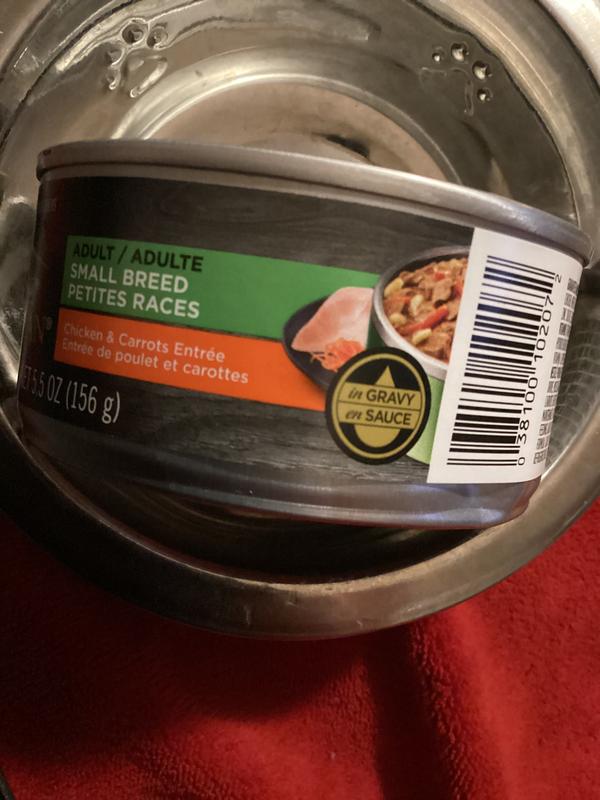 ADULT / ADULTE
SMALL BREED
PETITES RACES
Chicken & Carrots Entrée
Entrée de poulet et carottes
5.5 OZ (156 g)
in GRAVY
en SAUCE
0 38100 10207 2